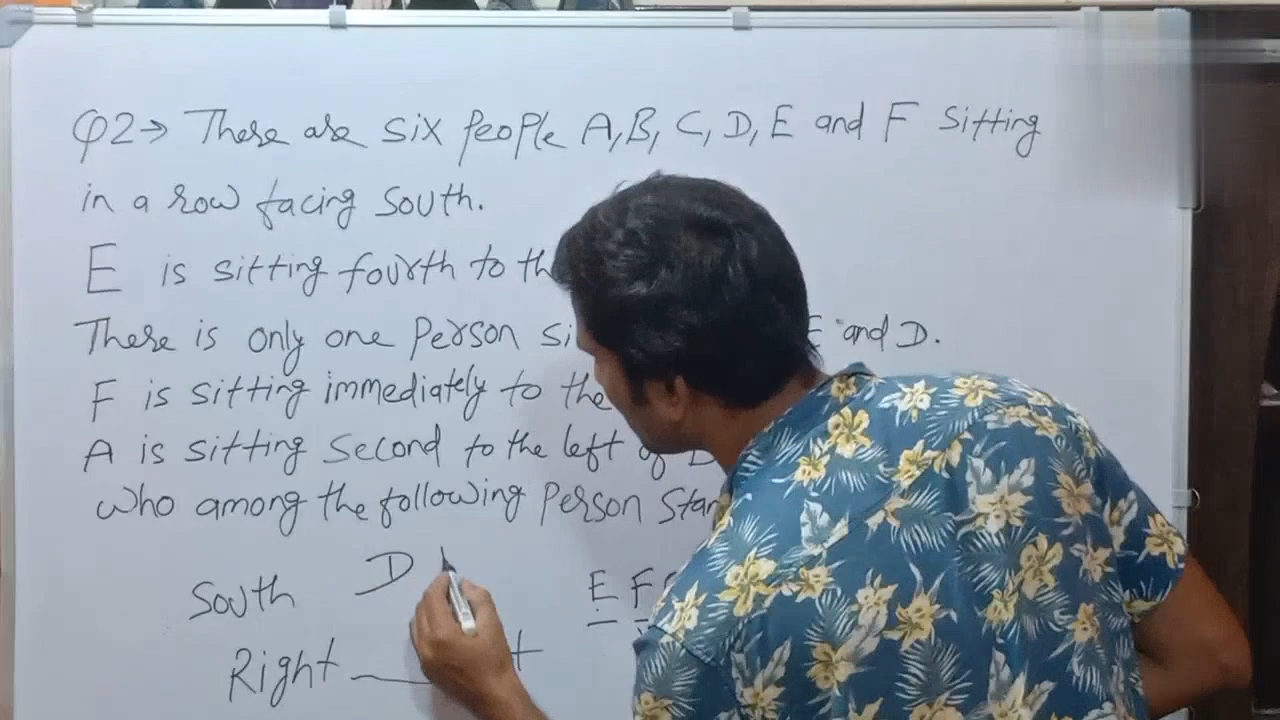 Q2→ There are six people A, B, C, D, E and F sitting
in a row facing south.
E is sitting fourth to th
There is only one person si E and D.
F is sitting immediately to the
A is sitting second to the left of
who among the following person
South D E F
Right